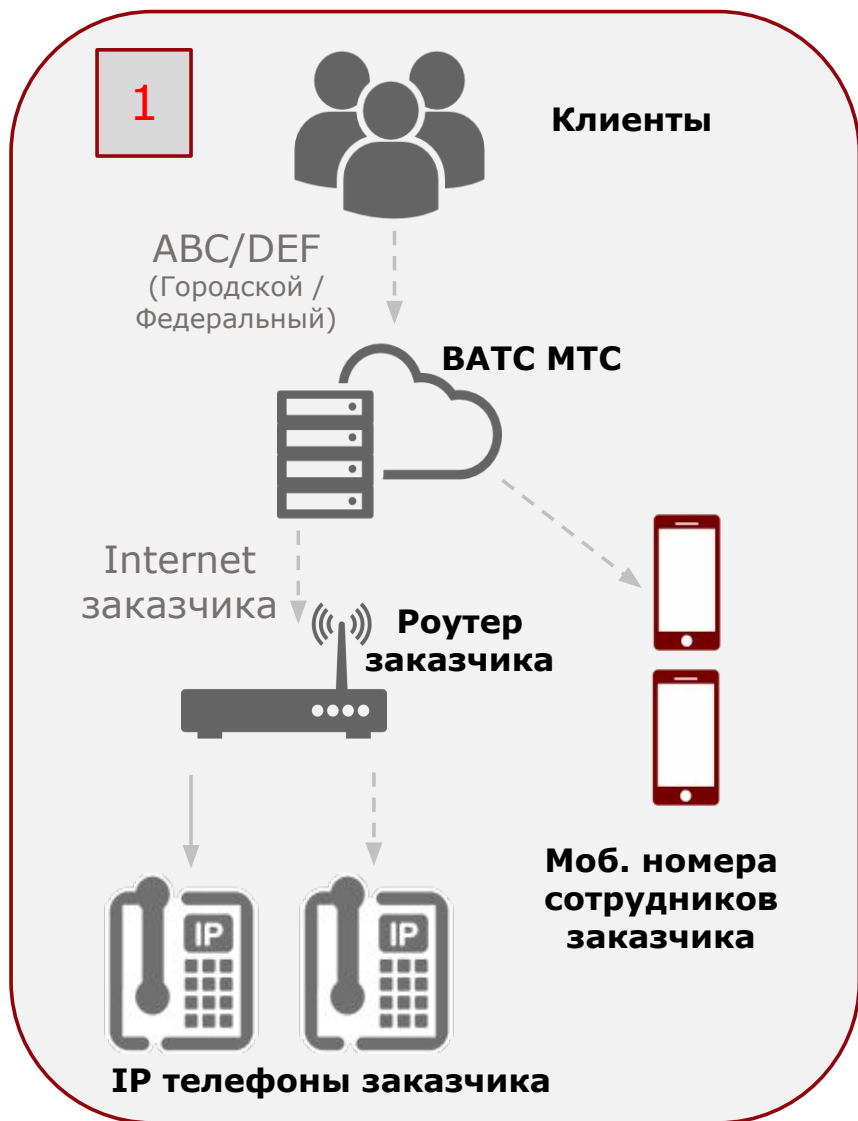 1
Клиенты
ABC/DEF
(Городской /
Федеральный)
ВАТС МТС
Internet
заказчика
Роутер
заказчика
Моб. номера
сотрудников
заказчика
IP
IP
IP телефоны заказчика